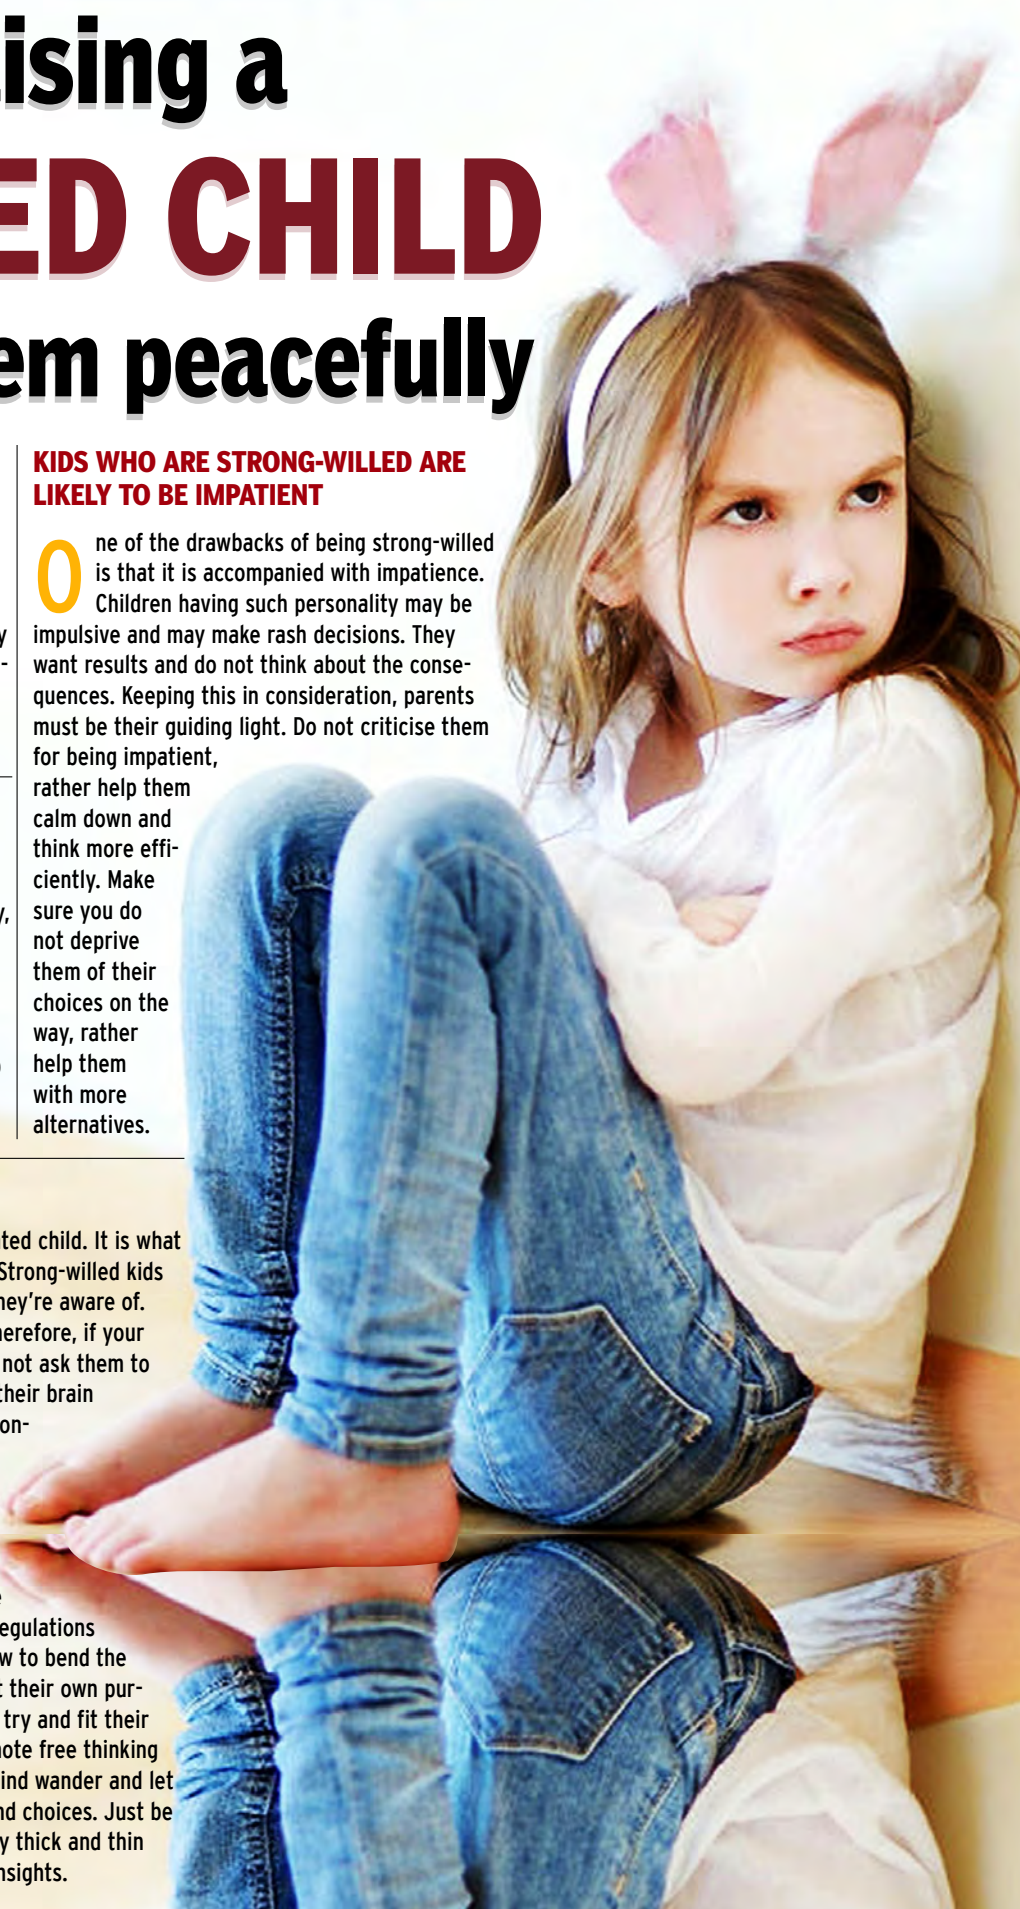 ising a
ED CHILD
em peacefully
KIDS WHO ARE STRONG-WILLED ARE
LIKELY TO BE IMPATIENT
One of the drawbacks of being strong-willed
is that it is accompanied with impatience.
Children having such personality may be
impulsive and may make rash decisions. They
want results and do not think about the conse-
quences. Keeping this in consideration, parents
must be their guiding light. Do not criticise them
for being impatient,
rather help them
calm down and
think more effi-
ciently. Make
sure you do
not deprive
them of their
choices on the
way, rather
help them
with more
alternatives.
y
-
y,
ted child. It is what
Strong-willed kids
hey're aware of.
herefore, if your
not ask them to
their brain
on-
egulations
w to bend the
t their own pur-
try and fit their
ote free thinking
ind wander and let
nd choices. Just be
y thick and thin
nsights.